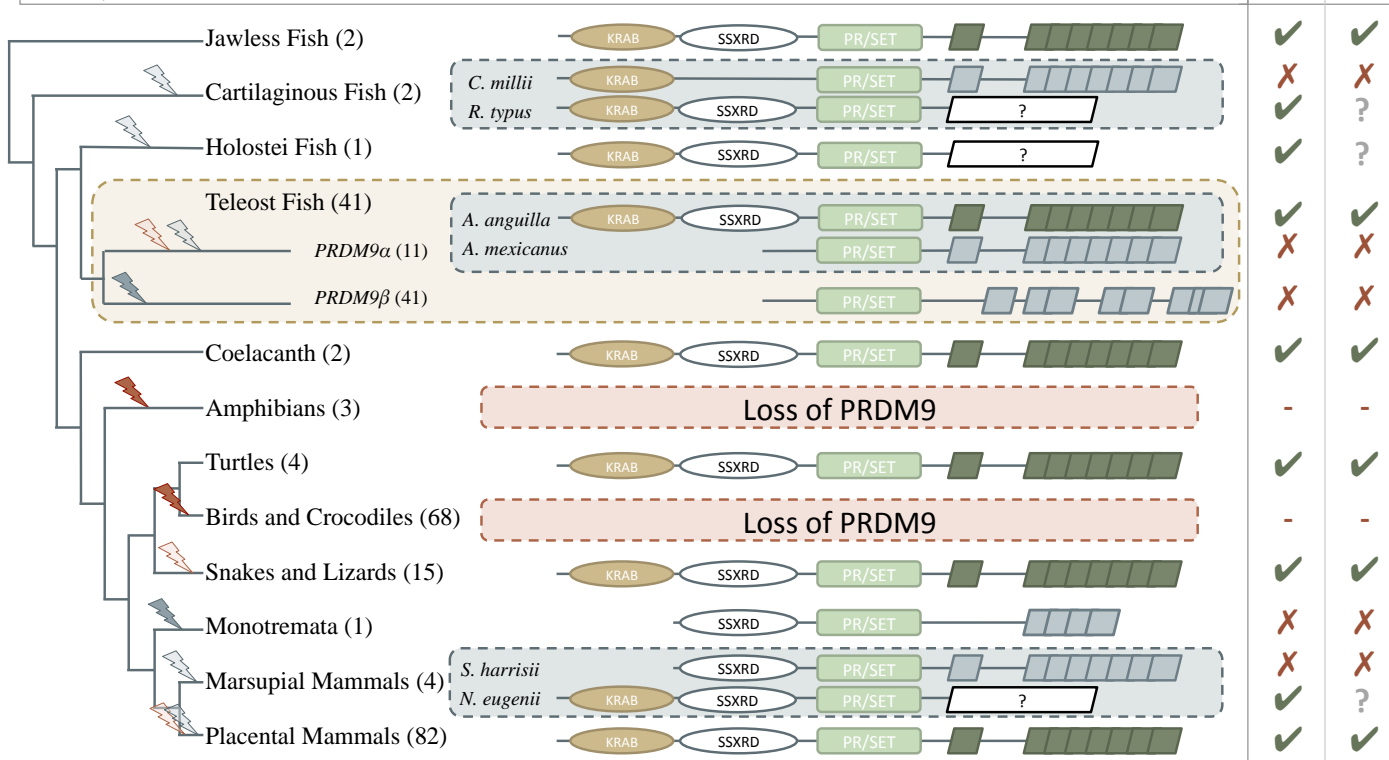 Jawless Fish (2) KRAB SSXRD PR/SET ✔ ✔
C. millii KRAB PR/SET ✗ ✗
Cartilaginous Fish (2)
R. typus KRAB SSXRD PR/SET ? ✔ ?
Holostei Fish (1) KRAB SSXRD PR/SET ? ✔ ?
Teleost Fish (41)
A. anguilla KRAB SSXRD PR/SET ✔ ✔
PRDM9α (11) A. mexicanus PR/SET ✗ ✗
PRDM9β (41) PR/SET ✗ ✗
Coelacanth (2) KRAB SSXRD PR/SET ✔ ✔
Amphibians (3) Loss of PRDM9 - -
Turtles (4) KRAB SSXRD PR/SET ✔ ✔
Birds and Crocodiles (68) Loss of PRDM9 - -
Snakes and Lizards (15) KRAB SSXRD PR/SET ✔ ✔
Monotremata (1) SSXRD PR/SET ✗ ✗
S. harrisii SSXRD PR/SET ✗ ✗
Marsupial Mammals (4)
N. eugenii KRAB SSXRD PR/SET ? ✔ ?
Placental Mammals (82) KRAB SSXRD PR/SET ✔ ✔